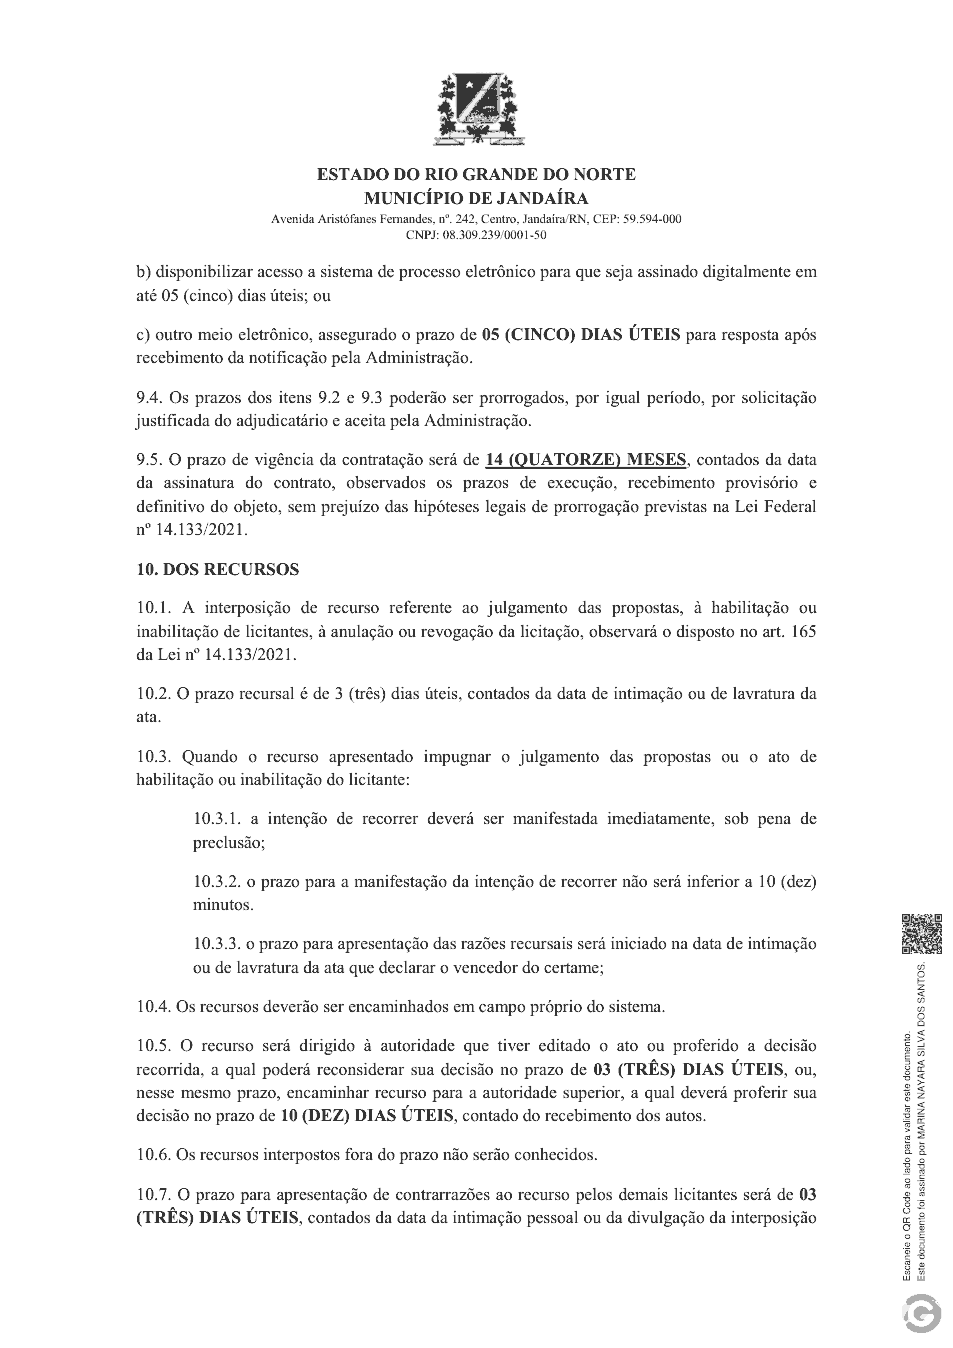 ESTADO DO RIO GRANDE DO NORTE
MUNICÍPIO DE JANDAÍRA
Avenida Aristófanes Fernandes, nº. 242, Centro, Jandaíra/RN, CEP: 59.594-000
CNPJ: 08.309.239/0001-50
b) disponibilizar acesso a sistema de processo eletrônico para que seja assinado digitalmente em
até 05 (cinco) dias úteis; ou
c) outro meio eletrônico, assegurado o prazo de 05 (CINCO) DIAS ÚTEIS para resposta após
recebimento da notificação pela Administração.
9.4. Os prazos dos itens 9.2 e 9.3 poderão ser prorrogados, por igual período, por solicitação
justificada do adjudicatário e aceita pela Administração.
9.5. O prazo de vigência da contratação será de 14 (QUATORZE) MESES, contados da data
da assinatura do contrato, observados os prazos de execução, recebimento provisório e
definitivo do objeto, sem prejuízo das hipóteses legais de prorrogação previstas na Lei Federal
nº 14.133/2021.
10. DOS RECURSOS
10.1. A interposição de recurso referente ao julgamento das propostas, à habilitação ou
inabilitação de licitantes, à anulação ou revogação da licitação, observará o disposto no art. 165
da Lei nº 14.133/2021.
10.2. O prazo recursal é de 3 (três) dias úteis, contados da data de intimação ou de lavratura da
ata.
10.3. Quando o recurso apresentado impugnar o julgamento das propostas ou o ato de
habilitação ou inabilitação do licitante:
10.3.1. a intenção de recorrer deverá ser manifestada imediatamente, sob pena de
preclusão;
10.3.2. o prazo para a manifestação da intenção de recorrer não será inferior a 10 (dez)
minutos.
10.3.3. o prazo para apresentação das razões recursais será iniciado na data de intimação
ou de lavratura da ata que declarar o vencedor do certame;
10.4. Os recursos deverão ser encaminhados em campo próprio do sistema.
10.5. O recurso será dirigido à autoridade que tiver editado o ato ou proferido a decisão
recorrida, a qual poderá reconsiderar sua decisão no prazo de 03 (TRÊS) DIAS ÚTEIS, ou,
nesse mesmo prazo, encaminhar recurso para a autoridade superior, a qual deverá proferir sua
decisão no prazo de 10 (DEZ) DIAS ÚTEIS, contado do recebimento dos autos.
10.6. Os recursos interpostos fora do prazo não serão conhecidos.
10.7. O prazo para apresentação de contrarrazões ao recurso pelos demais licitantes será de 03
(TRÊS) DIAS ÚTEIS, contados da data da intimação pessoal ou da divulgação da interposição
Escaneie o QR Code ao lado para validar este documento.
Este documento foi assinado por MARINA NAYARA SILVA DOS SANTOS.